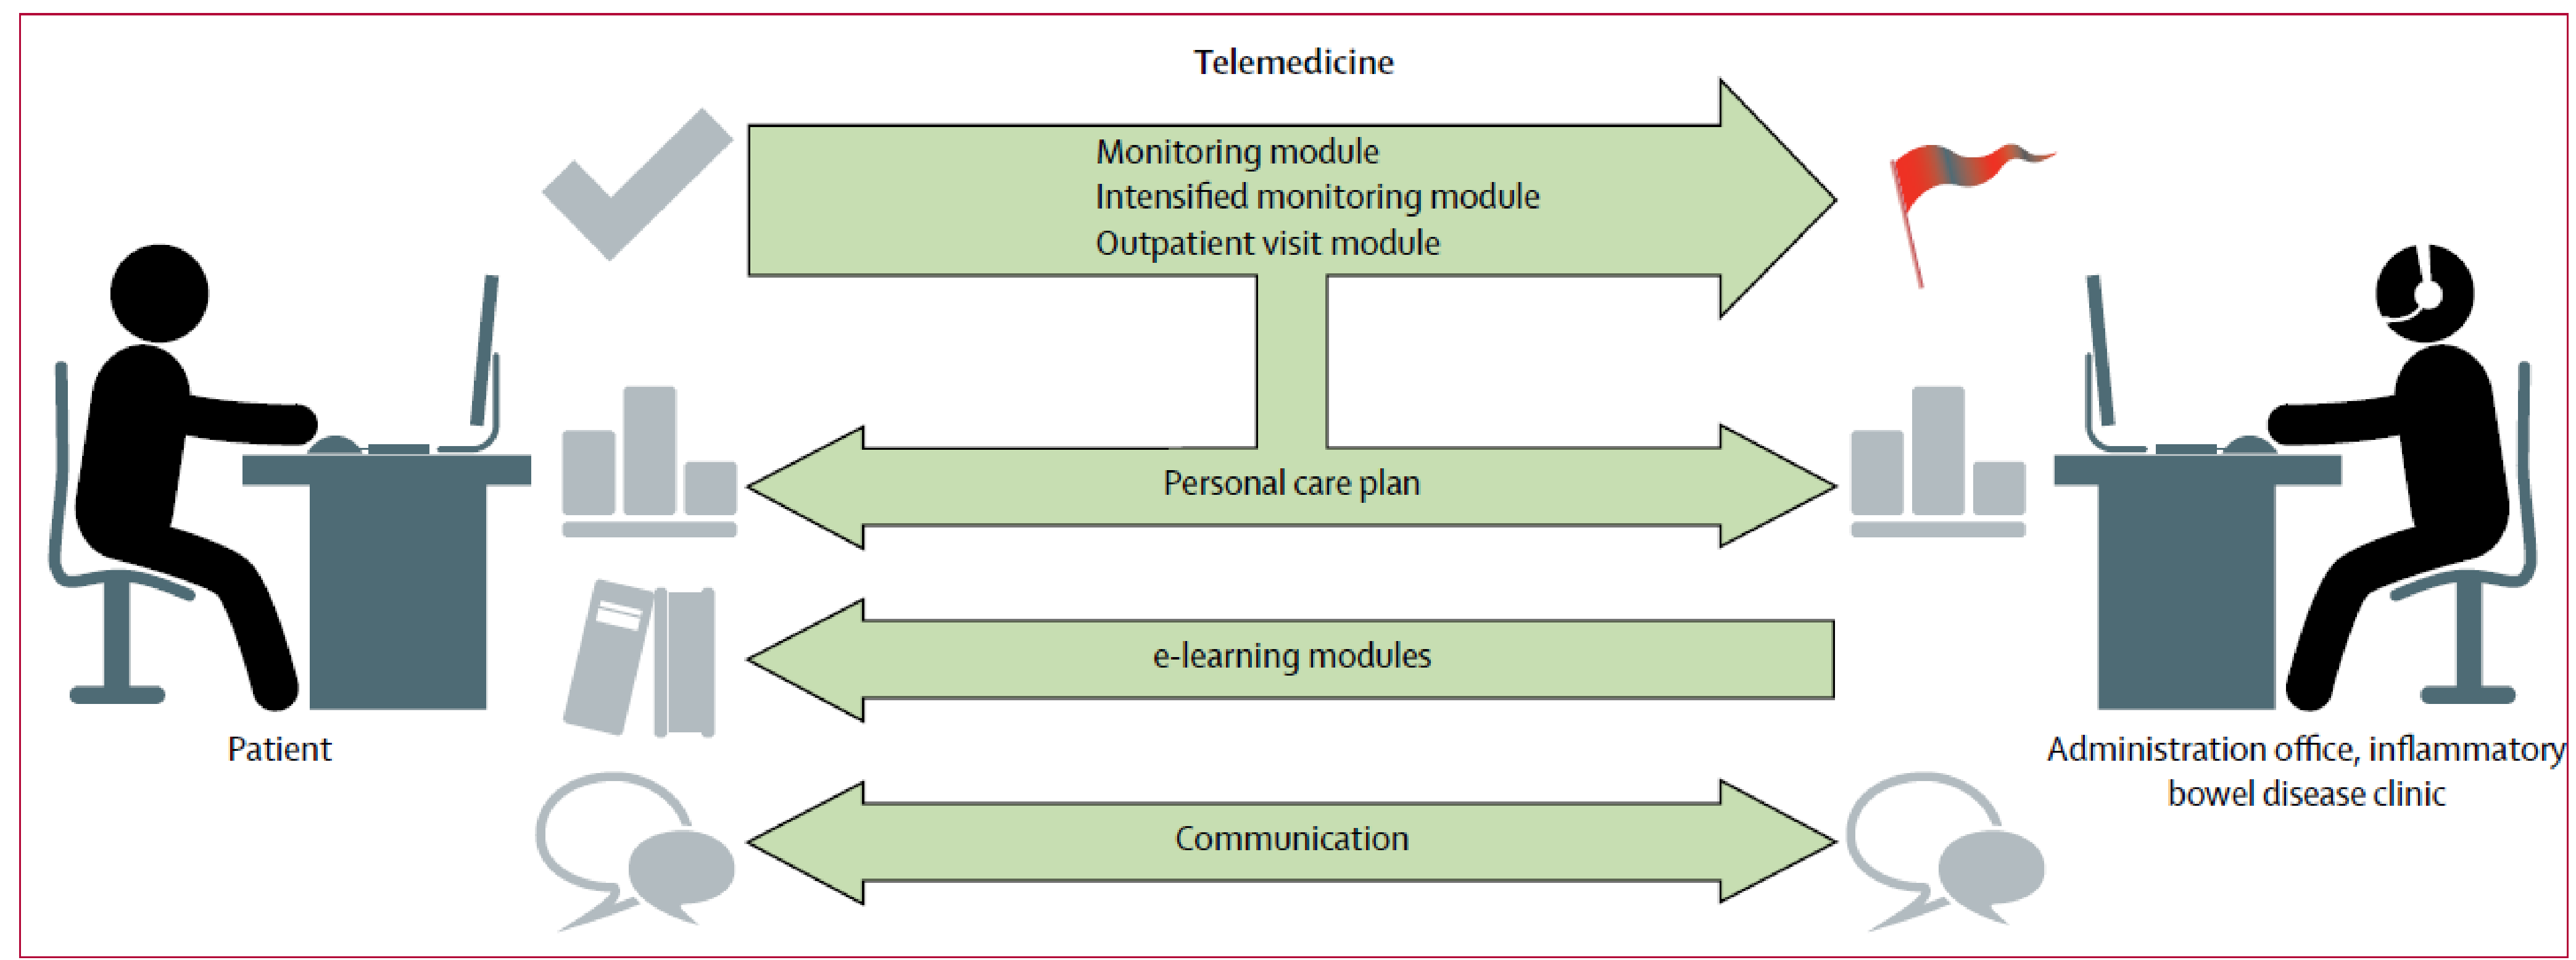 Telemedicine
Monitoring module
Intensified monitoring module
Outpatient visit module
Personal care plan
e-learning modules
Patient
Administration office, inflammatory
bowel disease clinic
Communication